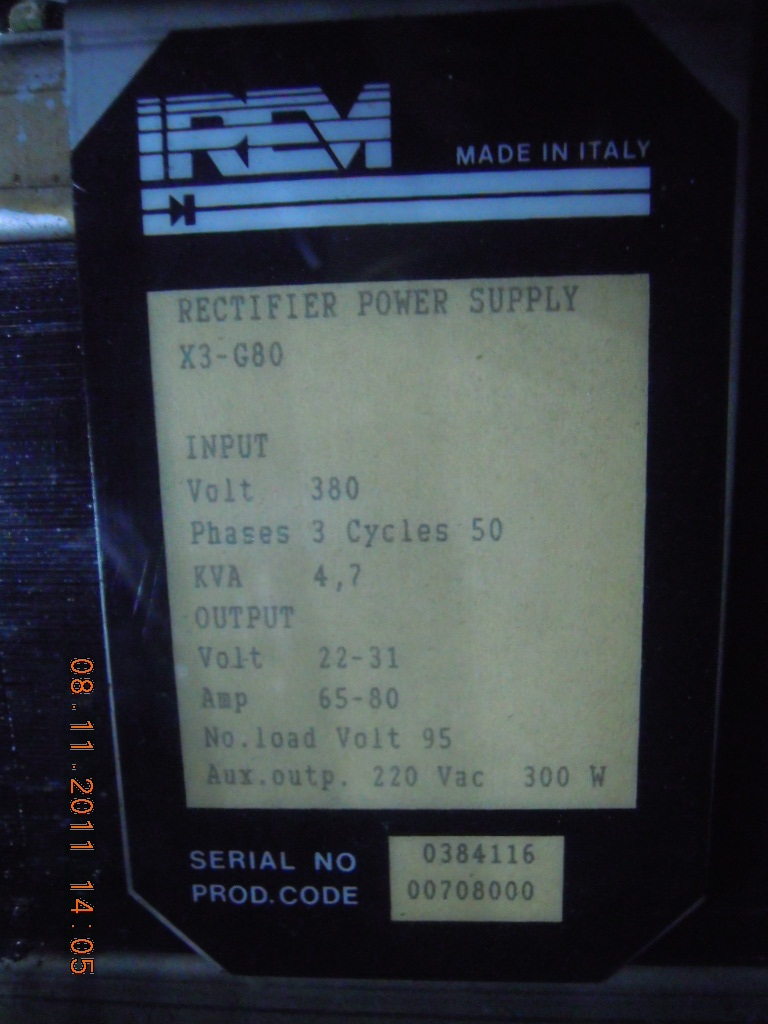 IREM
MADE IN ITALY
RECTIFIER POWER SUPPLY
X3-G80
INPUT
Volt 380
Phases 3 Cycles 50
KVA 4,7
OUTPUT
Volt 22-31
Amp 65-80
No.load Volt 95
Aux.outp. 220 Vac 300 W
SERIAL NO 0384116
PROD.CODE 00708000
08.11.2011 14:05